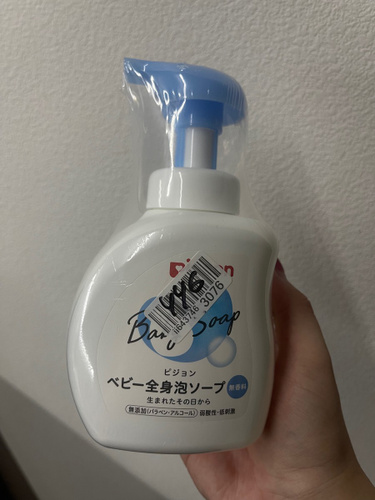 446
3076
Baby Soap
ピジョン
ベビー全身泡ソープ
無香料
生まれたその日から
無添加(パラベン・アルコール)
弱酸性・低刺激